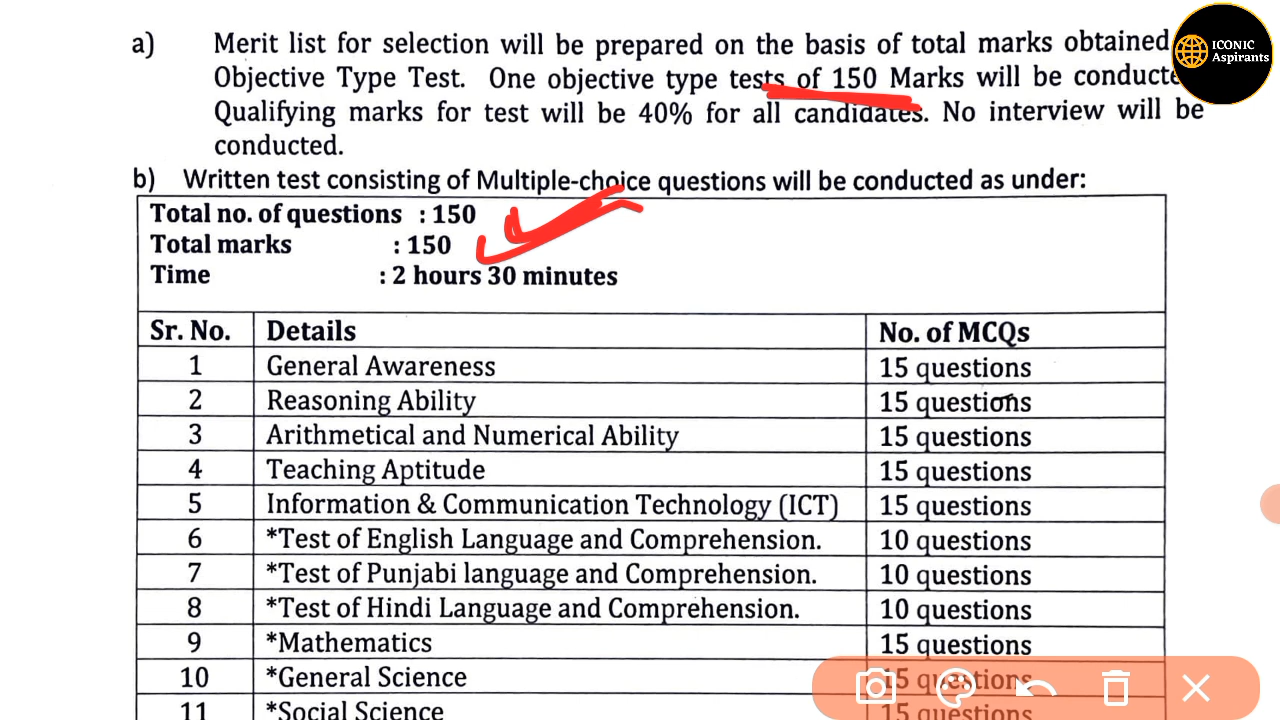 ICONIC
Aspirants
a) Merit list for selection will be prepared on the basis of total marks obtained
Objective Type Test. One objective type tests of 150 Marks will be
Qualifying marks for test will be 40% for all candidates. No interview will be
conducted.
b) Written test consisting of Multiple-choice questions will be conducted as under:
Total no. of questions : 150
Total marks : 150
Time : 2 hours 30 minutes
Sr. No. Details No. of MCQs
1 General Awareness 15 questions
2 Reasoning Ability 15 questions
3 Arithmetical and Numerical Ability 15 questions
4 Teaching Aptitude 15 questions
5 Information & Communication Technology (ICT) 15 questions
6 *Test of English Language and Comprehension. 10 questions
7 *Test of Punjabi language and Comprehension. 10 questions
8 *Test of Hindi Language and Comprehension. 10 questions
9 *Mathematics 15 questions
10 *General Science 15 questions
11 *Social Science 15 questions